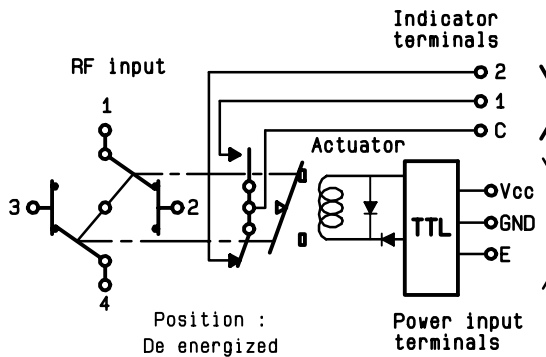 Indicator
terminals
RF input
2
1
1
C
Actuator
3
2
Vcc
TTL
GND
E
4
Position :
De energized
Power input
terminals